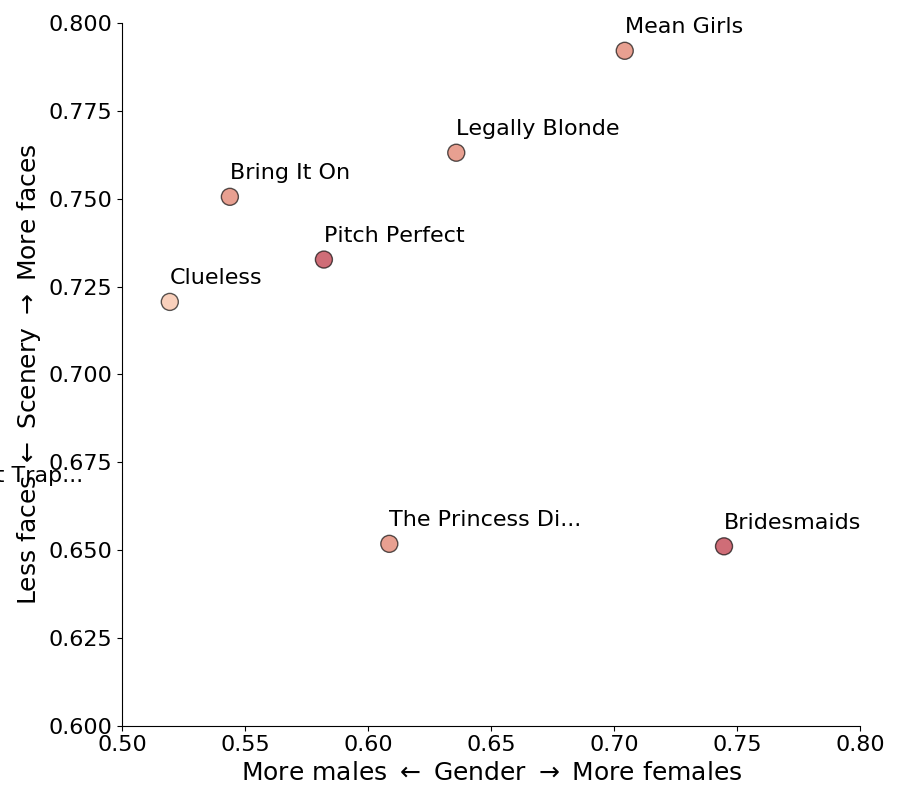 Mean Girls
Legally Blonde
Bring It On
Pitch Perfect
Clueless
t Trap...
The Princess Di...
Bridesmaids
0.800
0.775
0.750
0.725
0.700
0.675
0.650
0.625
0.600
Less faces ← Scenery → More faces
0.50 0.55 0.60 0.65 0.70 0.75 0.80
More males ← Gender → More females